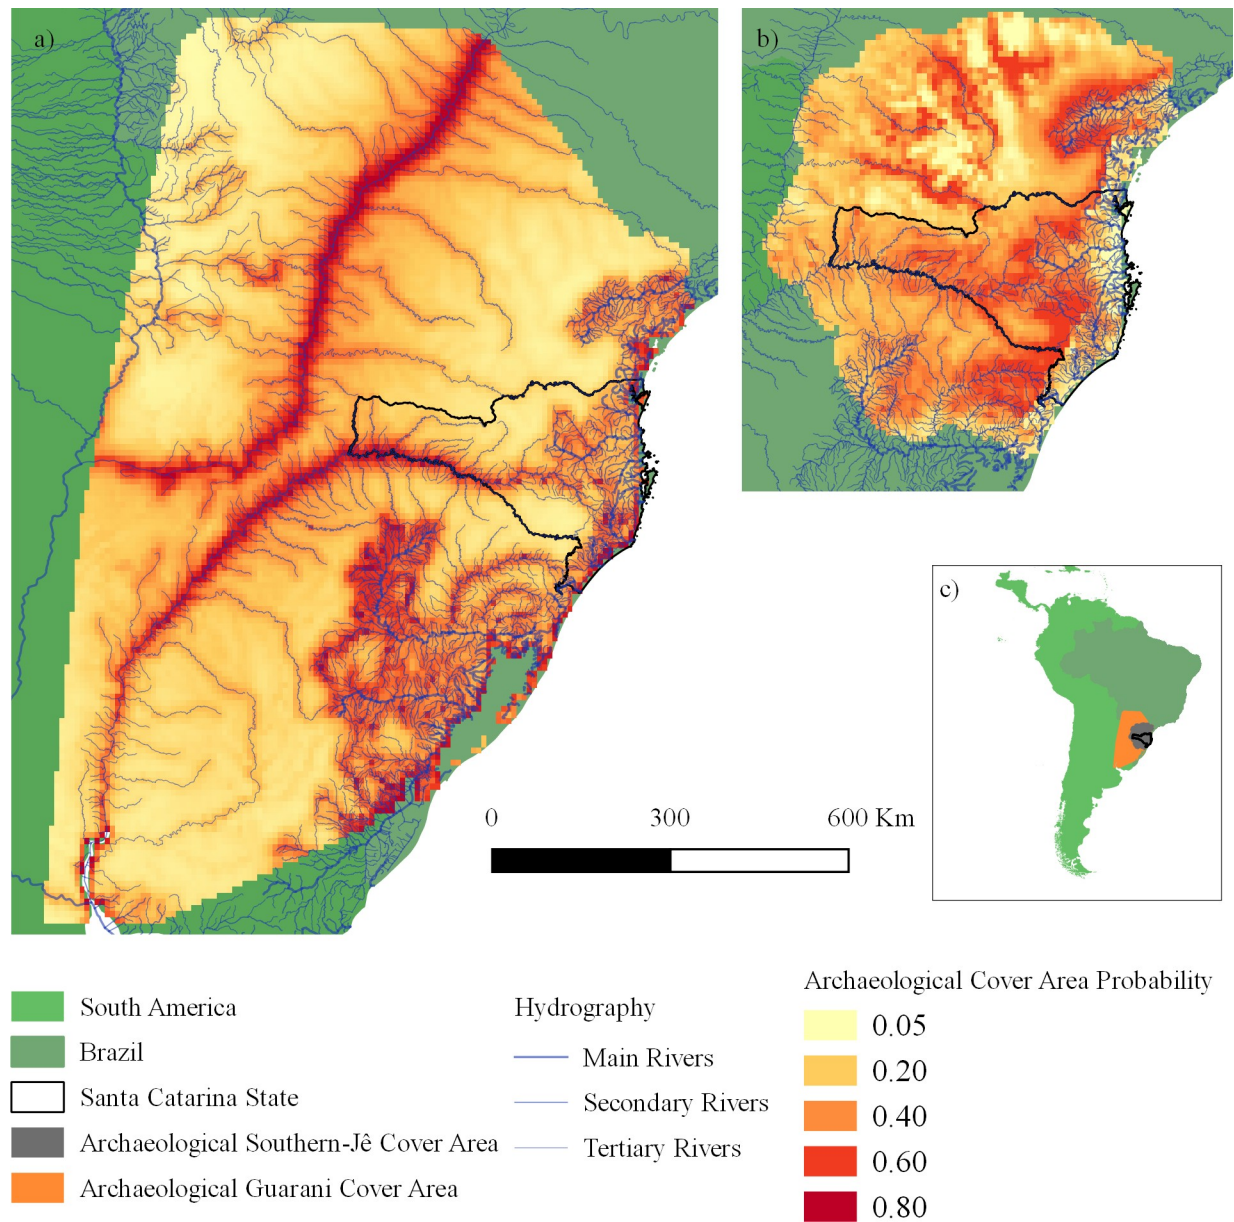 a)
b)
c)
0 300 600 Km
South America
Brazil
Santa Catarina State
Archaeological Southern-Jê Cover Area
Archaeological Guarani Cover Area
Hydrography
Main Rivers
Secondary Rivers
Tertiary Rivers
Archaeological Cover Area Probability
0.05
0.20
0.40
0.60
0.80